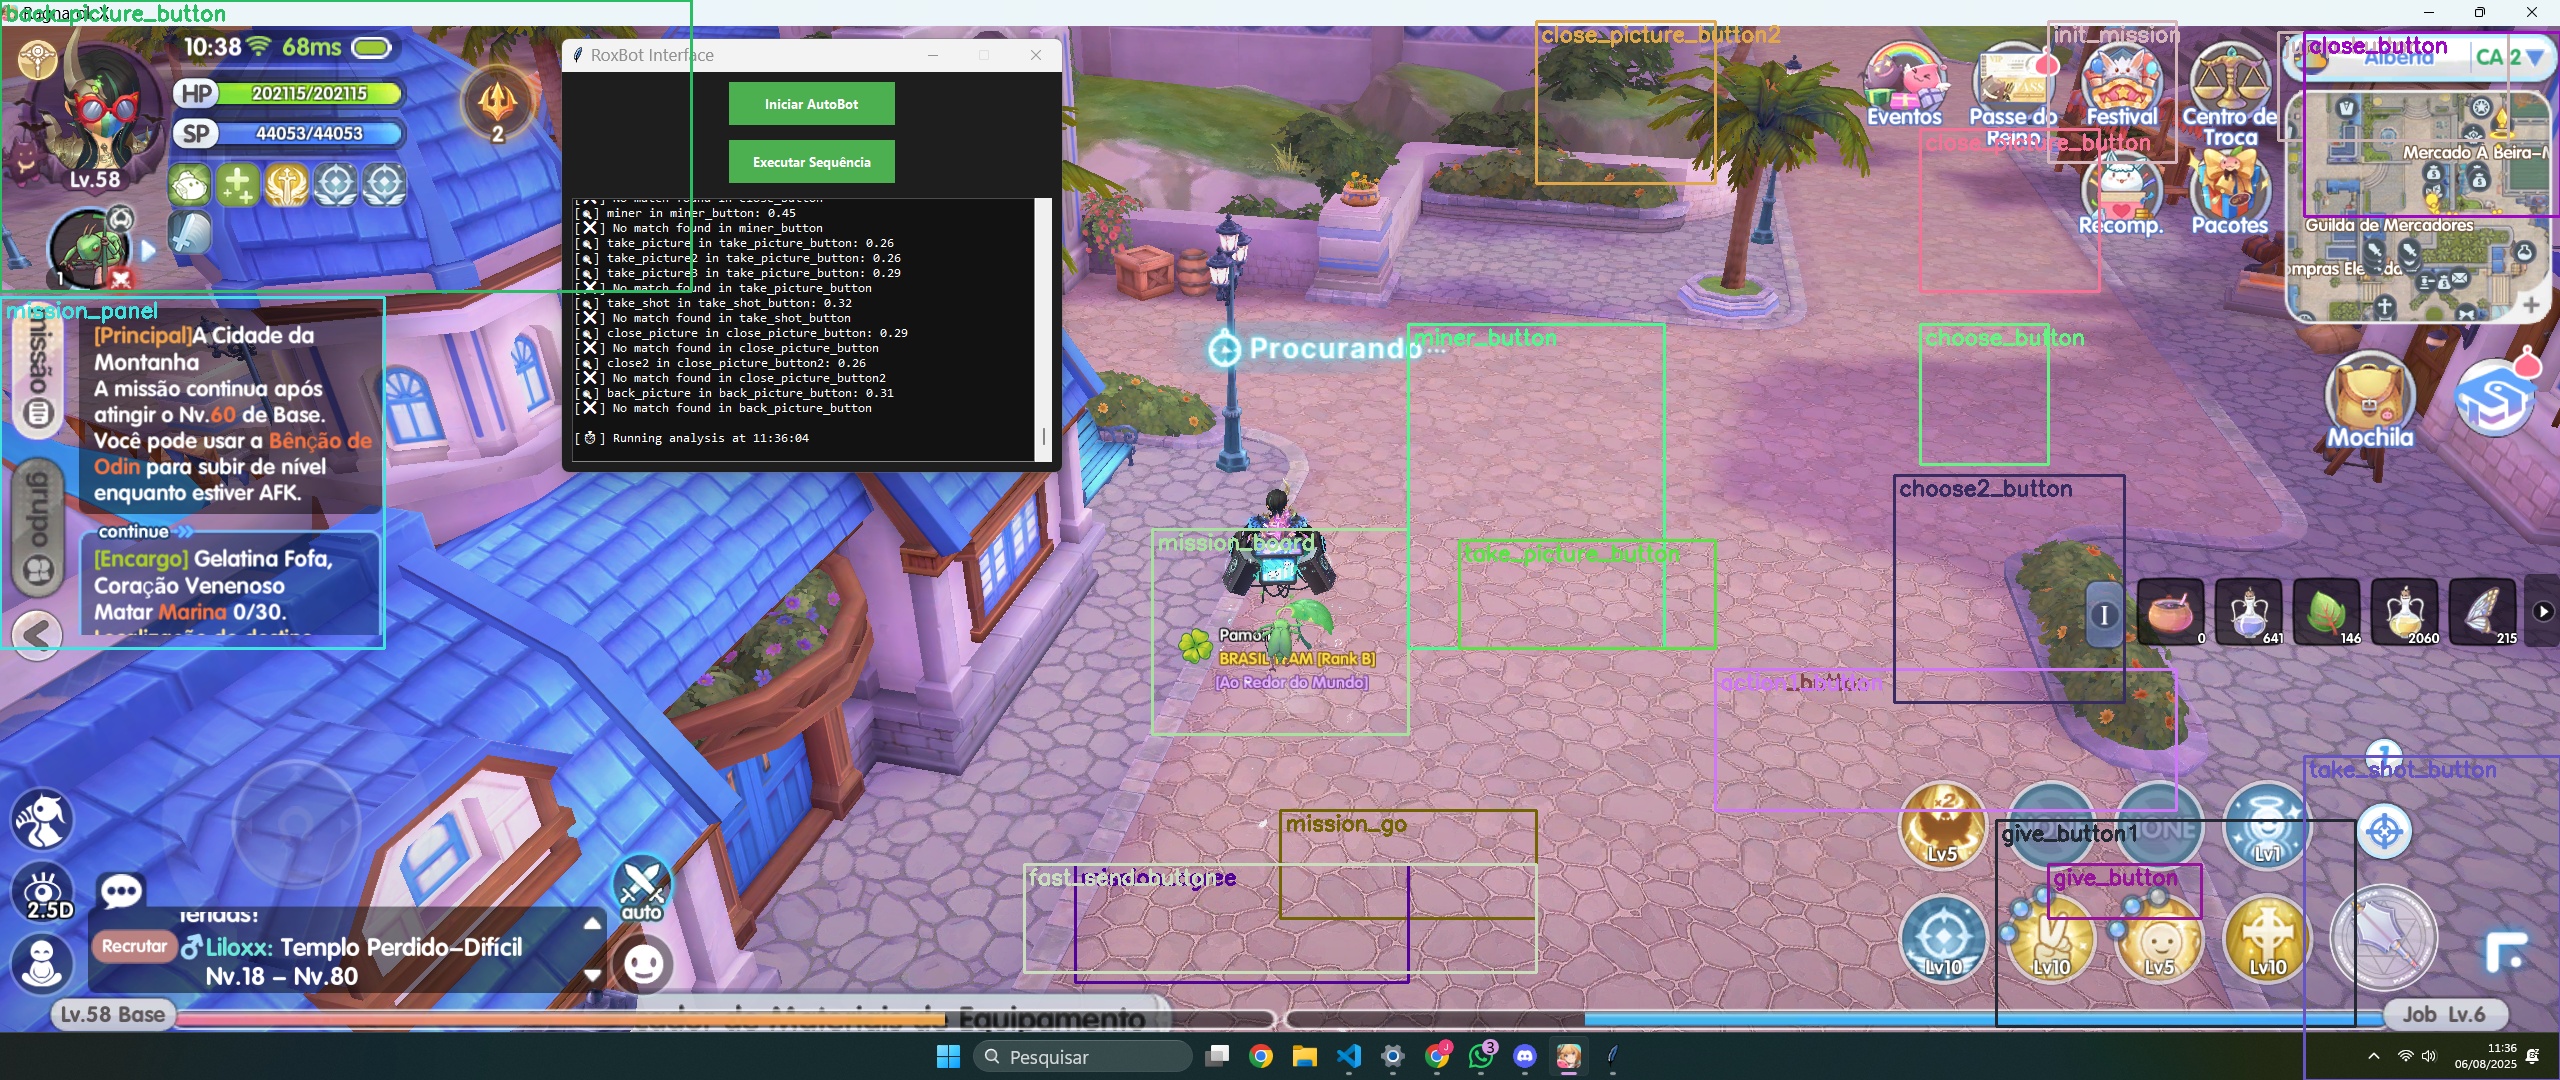 back_picture_button
10:38
68ms
HP
202115/202115
SP
44053/44053
2
Lv.58
1
mission_panel
missão
grupo
[Principal]A Cidade da
Montanha
A missão continua após
atingir o Nv.60 de Base.
Você pode usar a Bênção de
Odin para subir de nível
enquanto estiver AFK.
continue
[Encargo] Gelatina Fofa,
Coração Venenoso
Matar Marina 0/30.
RoxBot Interface
Iniciar AutoBot
Executar Sequência
[🔍] miner in miner_button: 0.45
[❌] No match found in miner_button
[🔍] take_picture in take_picture_button: 0.26
[🔍] take_picture2 in take_picture_button: 0.26
[🔍] take_picture3 in take_picture_button: 0.29
[❌] No match found in take_picture_button
[🔍] take_shot in take_shot_button: 0.32
[❌] No match found in take_shot_button
[🔍] close_picture in close_picture_button: 0.29
[❌] No match found in close_picture_button
[🔍] close2 in close_picture_button2: 0.26
[❌] No match found in close_picture_button2
[🔍] back_picture in back_picture_button: 0.31
[❌] No match found in back_picture_button
[⏱] Running analysis at 11:36:04
close_picture_button2
init_mission
close_button
Alberta
CA 2
Eventos
Passe do
Reino
Festival
Centro de
Troca
close_picture_button
Recomp.
Pacotes
Mercado À Beira-M
Guilda de Mercadores
Mochila
Procurando...
miner_button
choose_button
choose2_button
mission_board
take_picture_button
BRASIL TEAM [Rank B]
[Ao Redor do Mundo]
I
0
641
146
2060
215
take_shot_button
mission_go
fast_send_button
give_button1
give_button
Lv5
Lv1
Lv10
Lv10
Lv5
Lv10
2.5D
auto
Recrutar
Liloxx: Templo Perdido-Difícil
Nv.18 - Nv.80
Lv.58 Base
de Equipamento
Job Lv.6
Pesquisar
J
3
11:36
06/08/2025